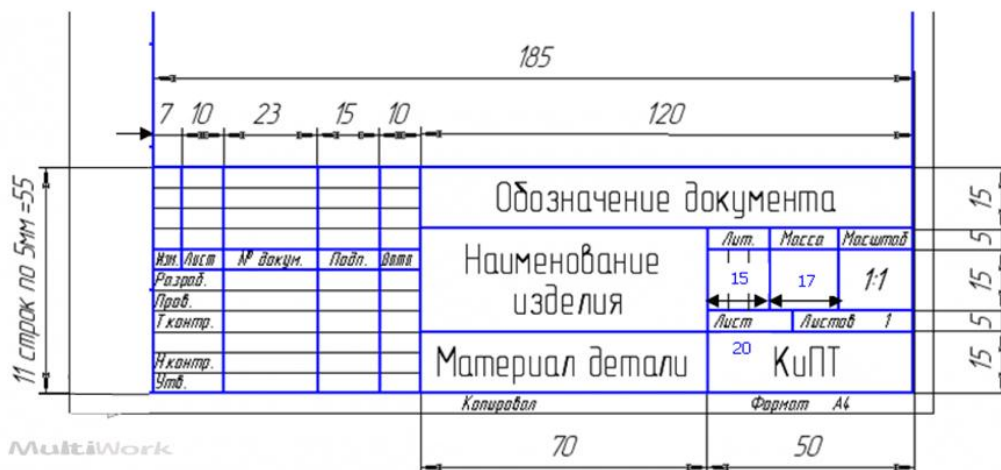 185
7 10 23 15 10 120
11 строк по 5мм =55
Обозначение документа
15
Лит. Масса Масштаб
5
Изм. Лист № докум. Подп. Дата
Наименование
изделия
15 17 1:1
15
Разраб.
Пров.
Т.контр.
Лист Листов 1
5
Материал детали
20
КиПТ
15
Н.контр.
Утв.
Копировал Формат А4
MultiWork
70 50